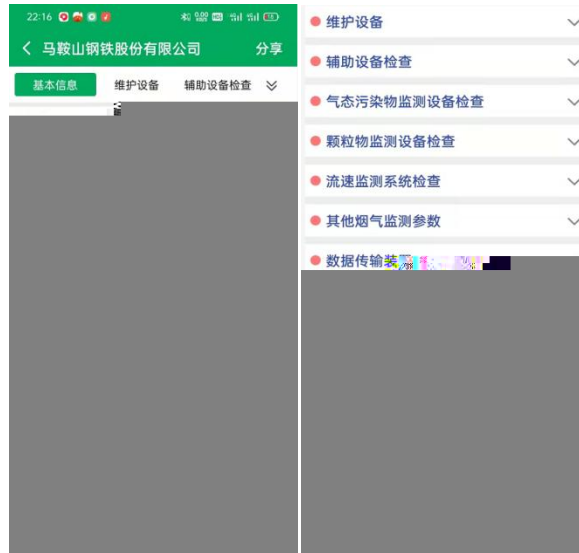 22:16
马鞍山钢铁股份有限公司
分享
基本信息
维护设备
辅助设备检查
维护设备
辅助设备检查
气态污染物监测设备检查
颗粒物监测设备检查
流速监测系统检查
其他烟气监测参数
数据传输装